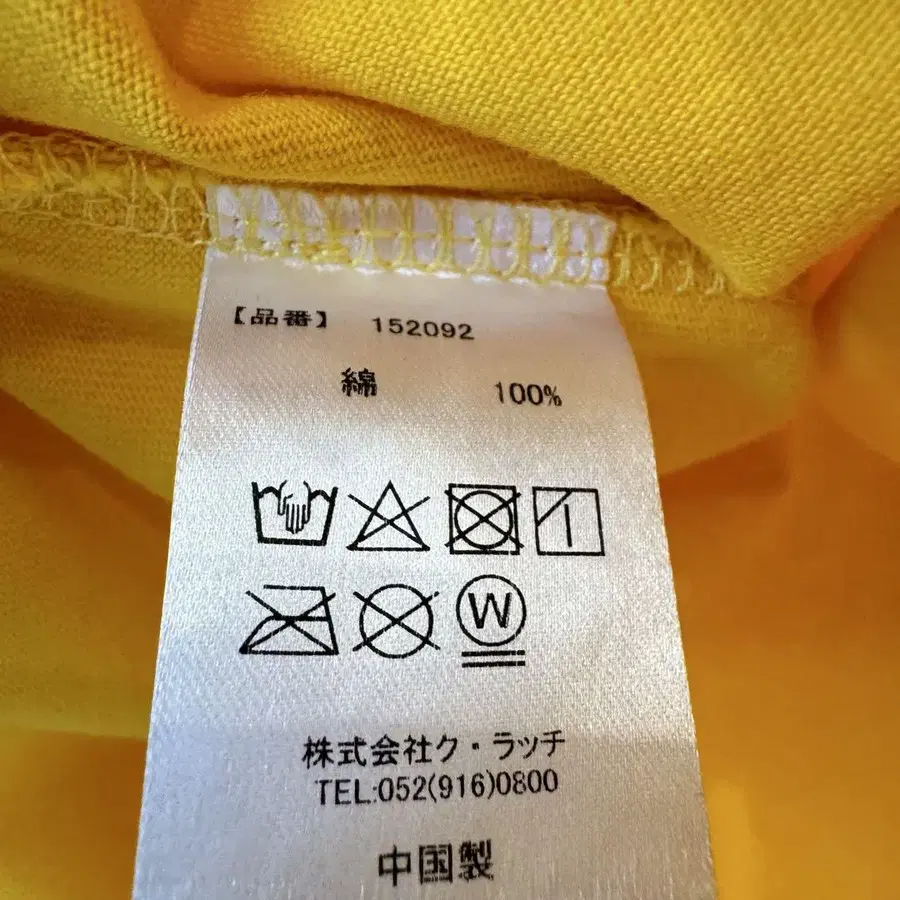 【品番】 152092
綿 100%
W
株式会社ク・ラッチ
TEL:052(916)0800
中国製